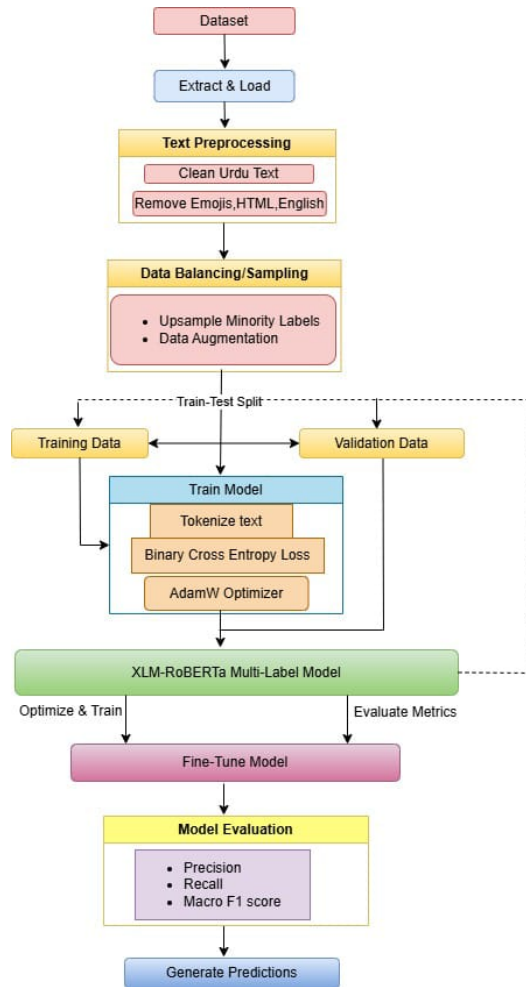 Dataset
Extract & Load
Text Preprocessing
Clean Urdu Text
Remove Emojis,HTML,English
Data Balancing/Sampling
• Upsample Minority Labels
• Data Augmentation
Train-Test Split
Training Data
Validation Data
Train Model
Tokenize text
Binary Cross Entropy Loss
AdamW Optimizer
XLM-RoBERTa Multi-Label Model
Optimize & Train
Evaluate Metrics
Fine-Tune Model
Model Evaluation
• Precision
• Recall
• Macro F1 score
Generate Predictions